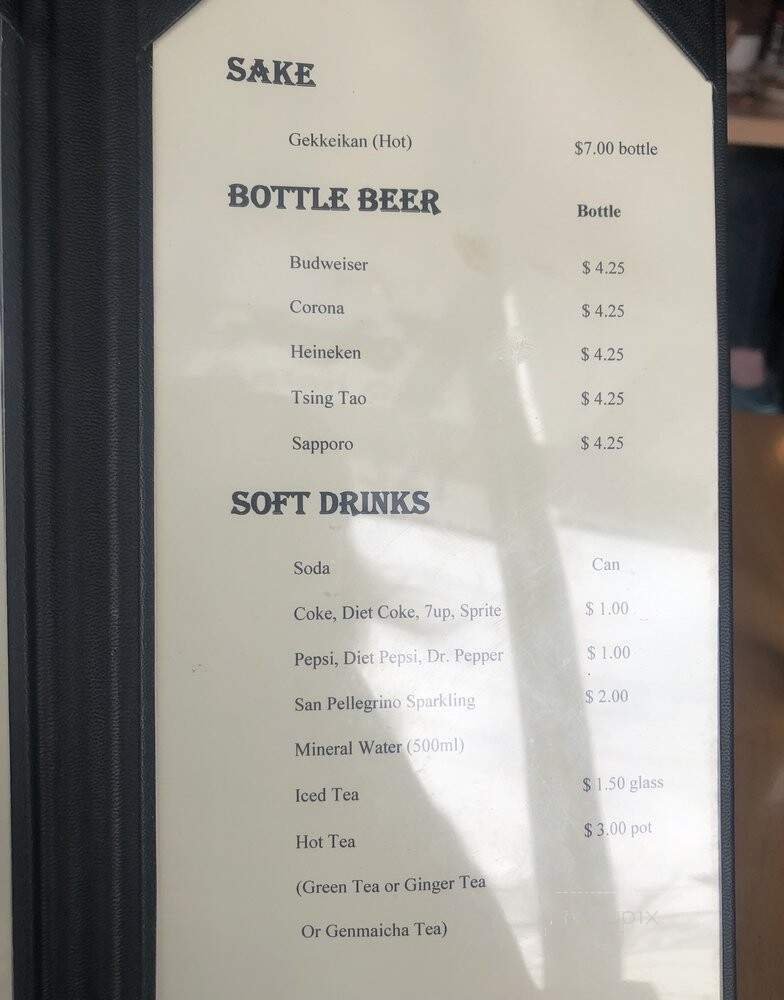 SAKE
Gekkeikan (Hot) $7.00 bottle
BOTTLE BEER Bottle
Budweiser $ 4.25
Corona $ 4.25
Heineken $ 4.25
Tsing Tao $ 4.25
Sapporo $ 4.25
SOFT DRINKS
Soda Can
Coke, Diet Coke, 7up, Sprite $ 1.00
Pepsi, Diet Pepsi, Dr. Pepper $ 1.00
San Pellegrino Sparkling $ 2.00
Mineral Water (500ml)
Iced Tea $ 1.50 glass
Hot Tea $ 3.00 pot
(Green Tea or Ginger Tea
Or Genmaicha Tea)